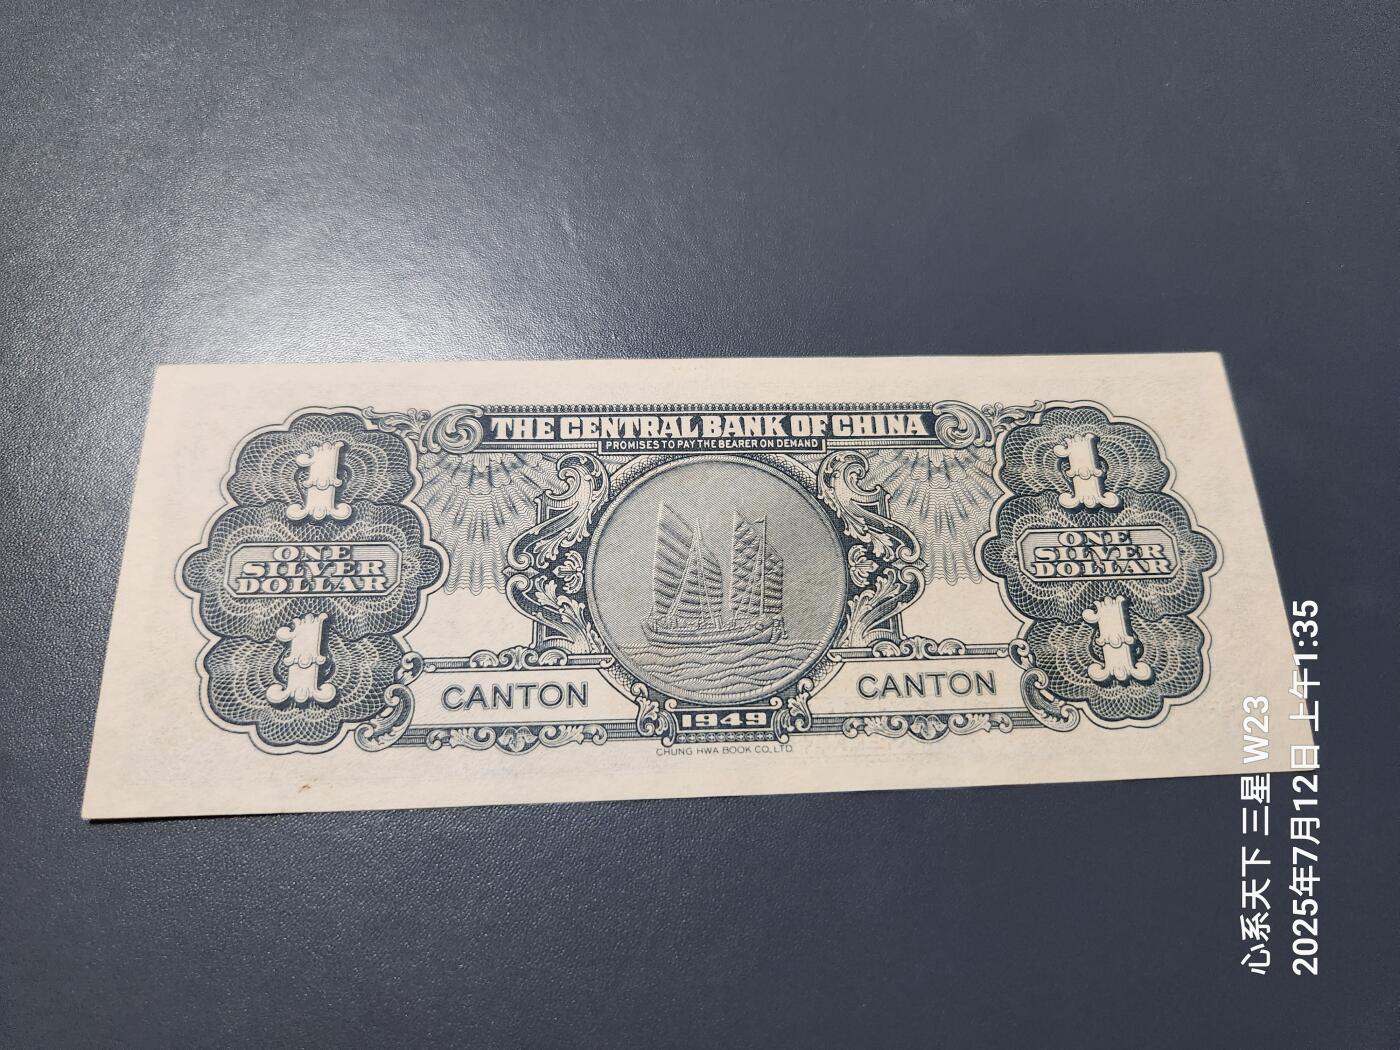 THE CENTRAL BANK OF CHINA
PROMISES TO PAY THE BEARER ON DEMAND
1
1
ONE
SILVER
DOLLAR
ONE
SILVER
DOLLAR
1
1
CANTON
CANTON
1949
CHUNG HWA BOOK CO., LTD.
心系天下 三星 W23
2025年7月12日 上午1:35